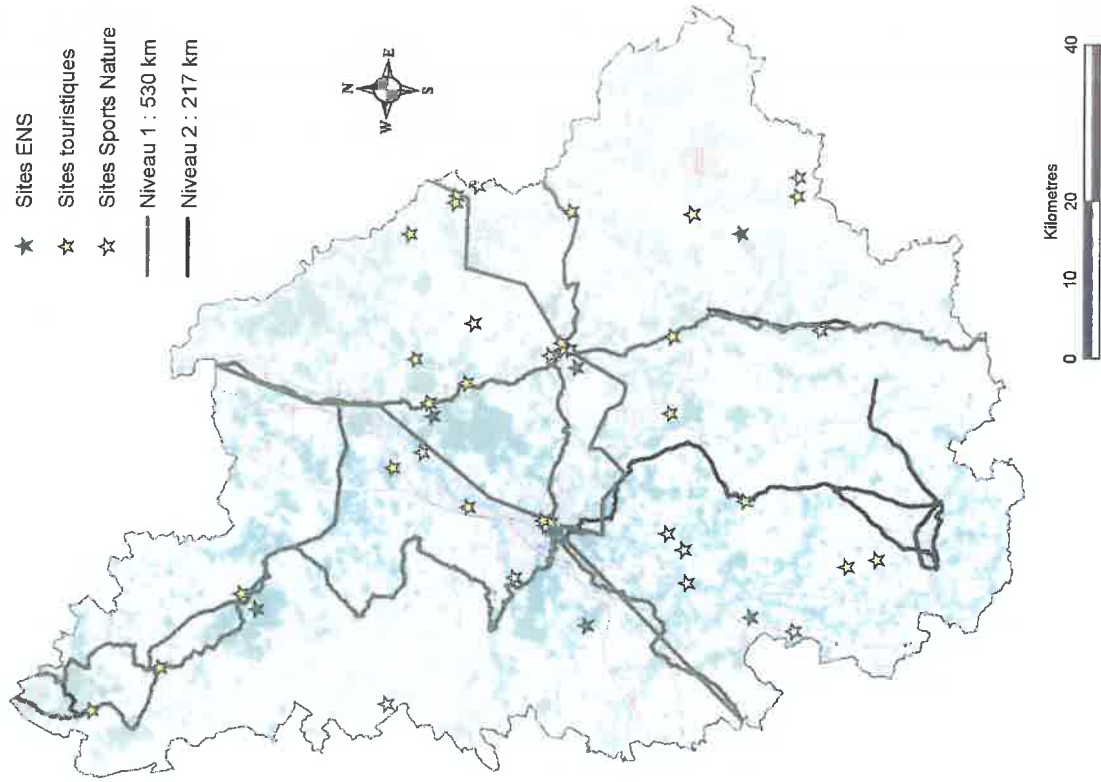 Sites ENS
Sites touristiques
Sites Sports Nature
Niveau 1 : 530 km
Niveau 2 : 217 km
N
E
W
S
Kilometres
0
10
20
40